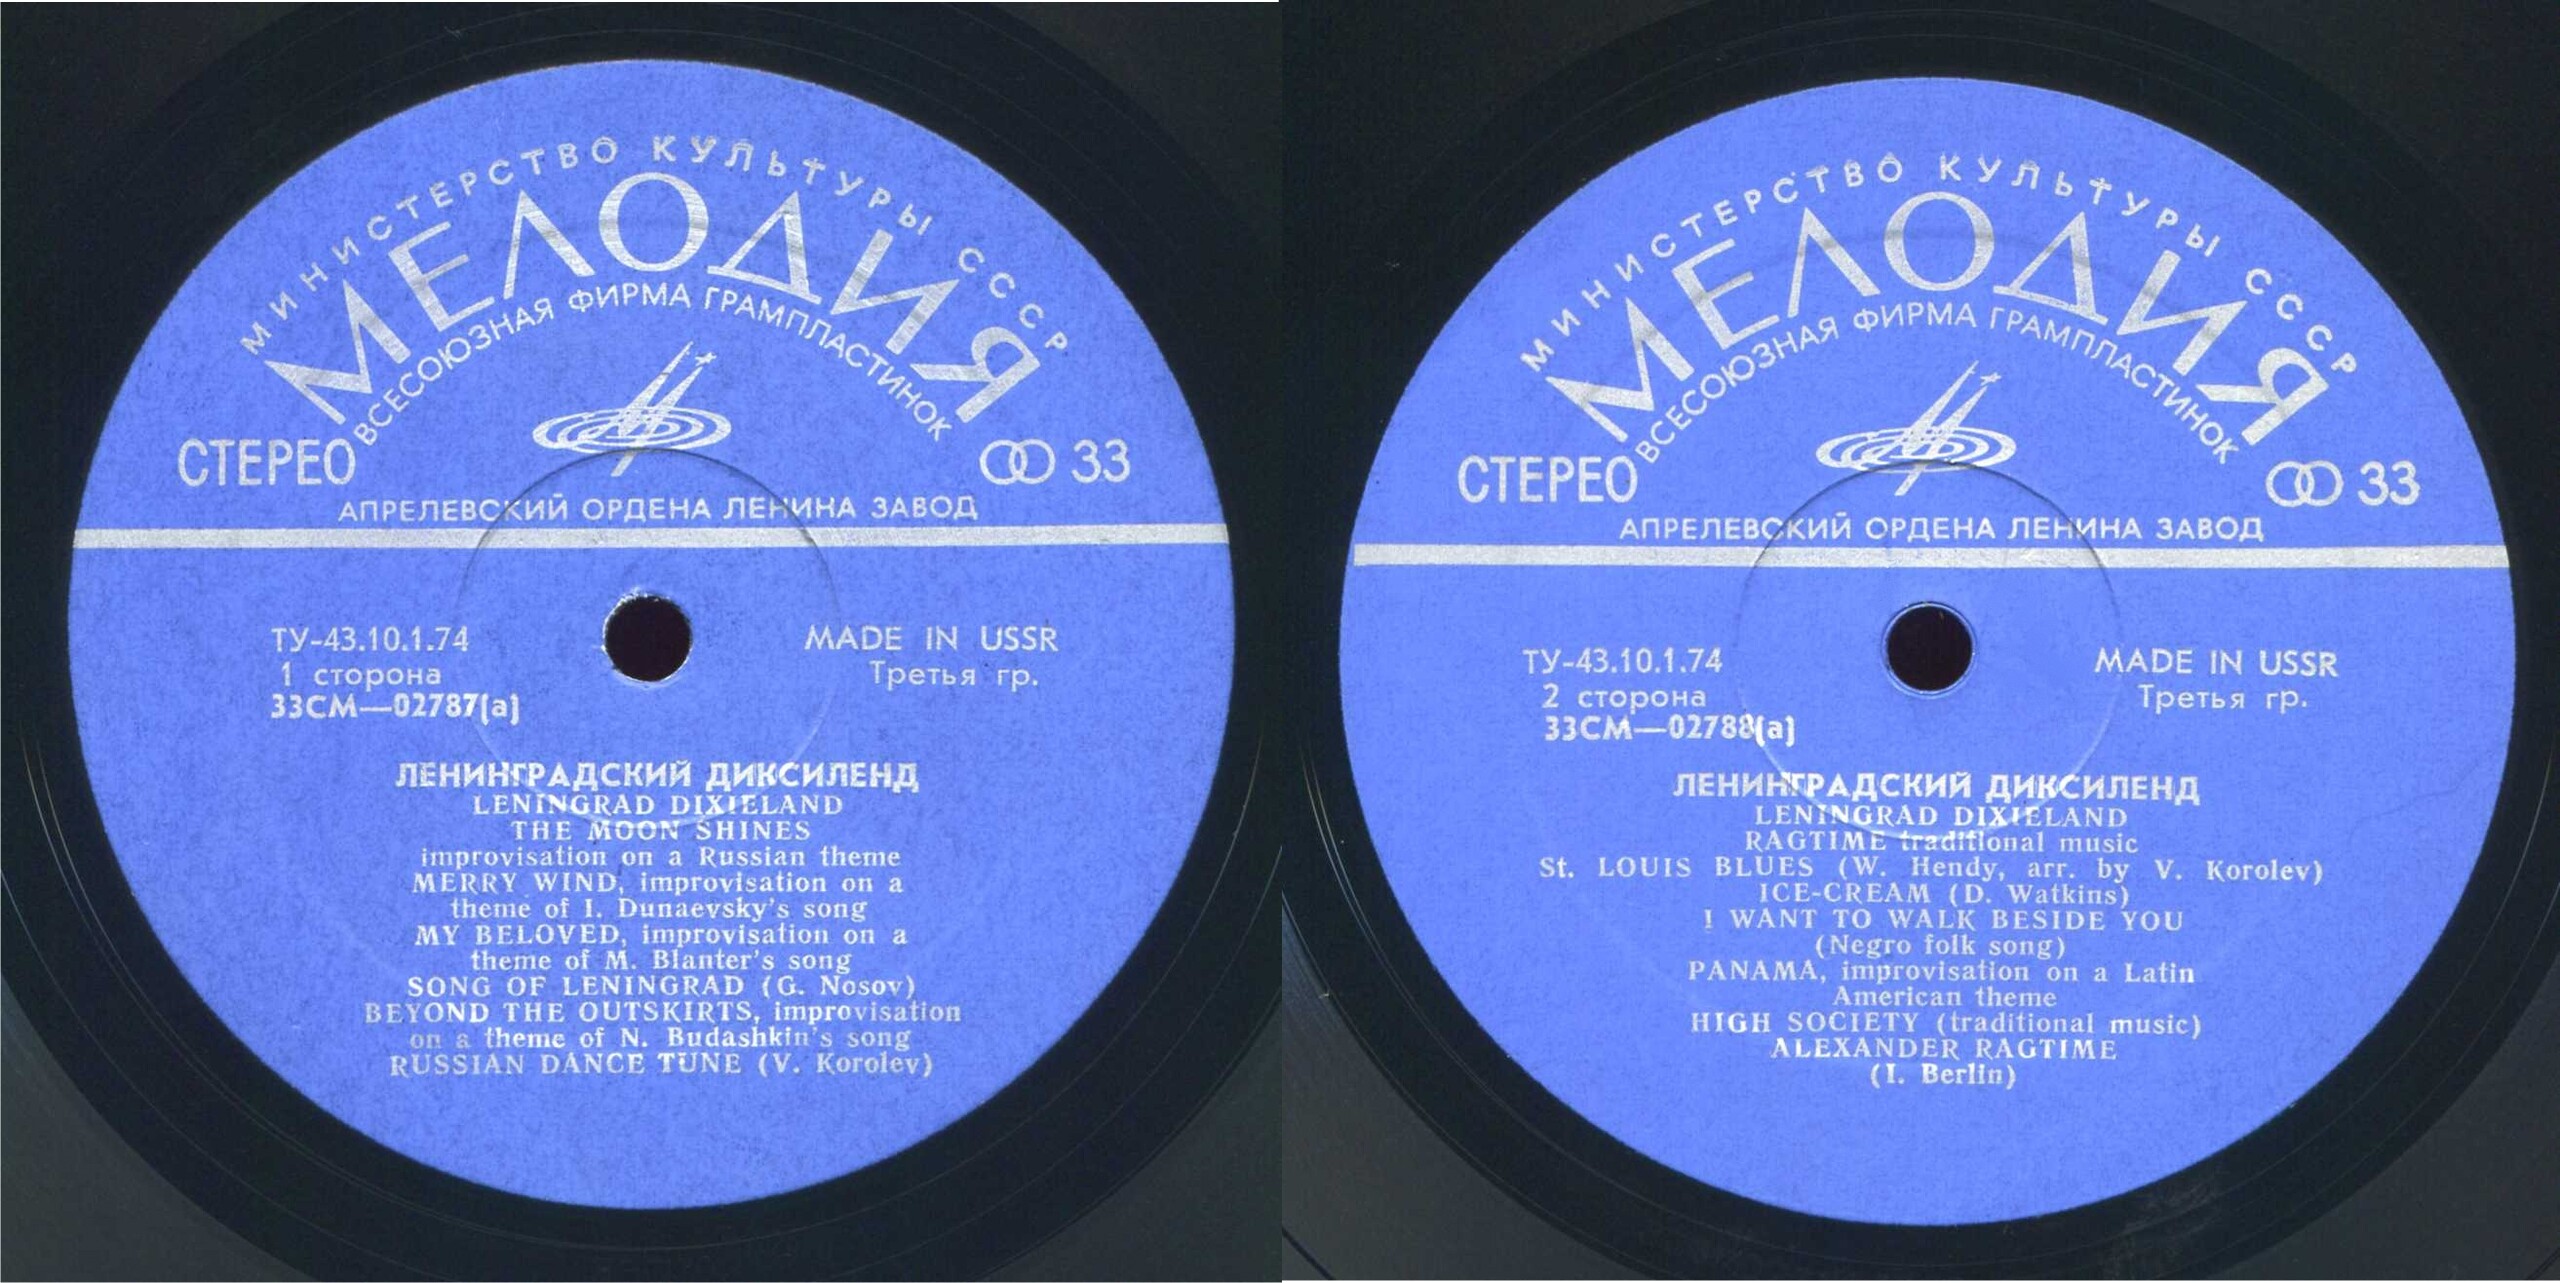 МИНИСТЕРСТВО КУЛЬТУРЫ СССР
МЕЛОДИЯ
ВСЕСОЮЗНАЯ ФИРМА ГРАМПЛАСТИНОК
СТЕРЕО
33
АПРЕЛЕВСКИЙ ОРДЕНА ЛЕНИНА ЗАВОД
ТУ-43.10.1.74
1 сторона
33СМ—02787(a)
MADE IN USSR
Третья гр.
ЛЕНИНГРАДСКИЙ ДИКСИЛЕНД
LENINGRAD DIXIELAND
THE MOON SHINES
improvisation on a Russian theme
MERRY WIND, improvisation on a
theme of I. Dunaevsky's song
MY BELOVED, improvisation on a
theme of M. Blanter's song
SONG OF LENINGRAD (G. Nosov)
BEYOND THE OUTSKIRTS, improvisation
on a theme of N. Budashkin's song
RUSSIAN DANCE TUNE (V. Korolev)
МИНИСТЕРСТВО КУЛЬТУРЫ СССР
МЕЛОДИЯ
ВСЕСОЮЗНАЯ ФИРМА ГРАМПЛАСТИНОК
СТЕРЕО
33
АПРЕЛЕВСКИЙ ОРДЕНА ЛЕНИНА ЗАВОД
ТУ-43.10.1.74
2 сторона
33СМ—02788(a)
MADE IN USSR
Третья гр.
ЛЕНИНГРАДСКИЙ ДИКСИЛЕНД
LENINGRAD DIXIELAND
RAGTIME traditional music
St. LOUIS BLUES (W. Hendy, arr. by V. Korolev)
ICE-CREAM (D. Watkins)
I WANT TO WALK BESIDE YOU
(Negro folk song)
PANAMA, improvisation on a Latin
American theme
HIGH SOCIETY (traditional music)
ALEXANDER RAGTIME
(I. Berlin)